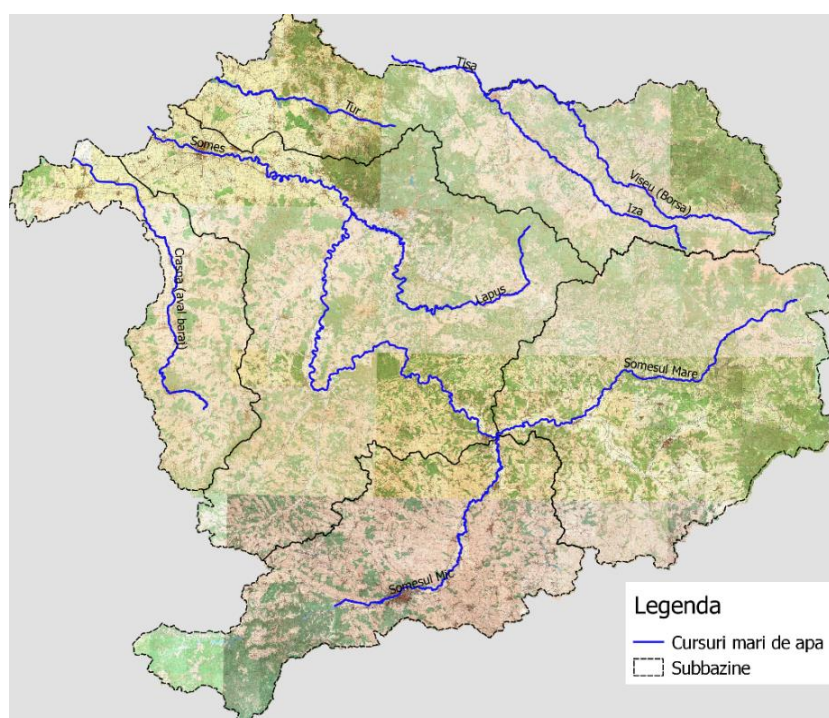 Tisa
Tur
Somes
Viseu (Borsa)
Iza
Crasna (aval baraj)
Lapus
Somesul Mare
Somesul Mic
Legenda
Cursuri mari de apa
Subbazine